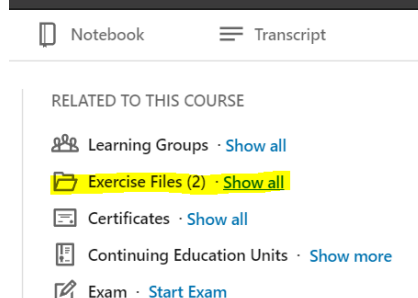 Notebook Transcript
RELATED TO THIS COURSE
Learning Groups · Show all
Exercise Files (2) · Show all
Certificates · Show all
Continuing Education Units · Show more
Exam · Start Exam